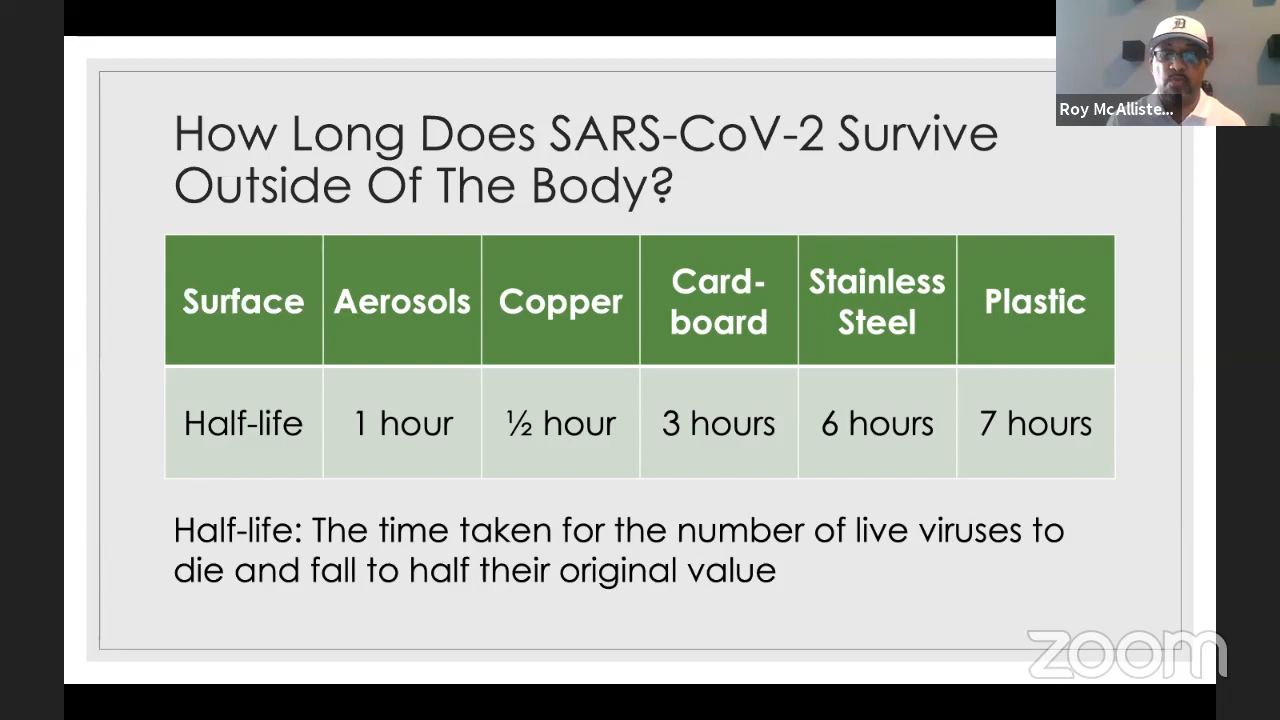 How Long Does SARS-CoV-2 Survive
Outside Of The Body?
Surface Aerosols Copper Card-
board Stainless
Steel Plastic
Half-life 1 hour ½ hour 3 hours 6 hours 7 hours
Half-life: The time taken for the number of live viruses to
die and fall to half their original value
Roy McAlliste...
D
zoom